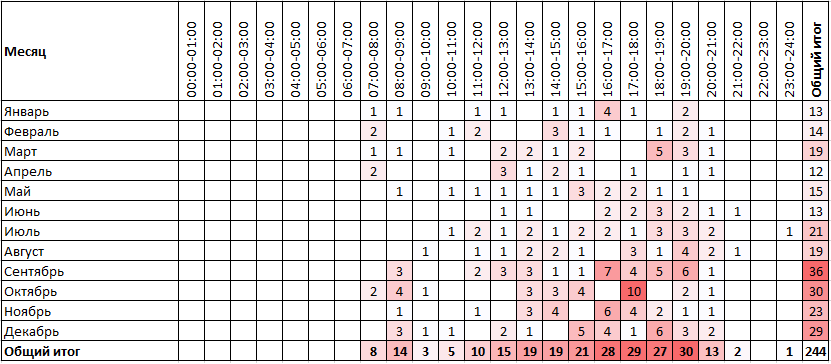 Месяц 00:00-01:00 01:00-02:00 02:00-03:00 03:00-04:00 04:00-05:00 05:00-06:00 06:00-07:00 07:00-08:00 08:00-09:00 09:00-10:00 10:00-11:00 11:00-12:00 12:00-13:00 13:00-14:00 14:00-15:00 15:00-16:00 16:00-17:00 17:00-18:00 18:00-19:00 19:00-20:00 20:00-21:00 21:00-22:00 22:00-23:00 23:00-24:00 Общий итог
Январь 1 1 1 1 1 1 4 1 2 13
Февраль 2 1 2 3 1 1 1 2 1 14
Март 1 1 1 2 2 1 2 5 3 1 19
Апрель 2 3 1 2 1 1 1 1 12
Май 1 1 1 1 1 1 3 2 2 1 1 15
Июнь 1 1 2 2 3 2 1 1 13
Июль 1 2 1 2 1 2 2 1 3 3 2 1 21
Август 1 1 1 2 2 1 3 1 4 2 1 19
Сентябрь 3 2 3 3 1 1 7 4 5 6 1 36
Октябрь 2 4 1 3 3 4 10 2 1 30
Ноябрь 1 1 3 4 6 4 2 1 1 23
Декабрь 3 1 1 2 1 5 4 1 6 3 2 29
Общий итог 8 14 3 5 10 15 19 19 21 28 29 27 30 13 2 1 244